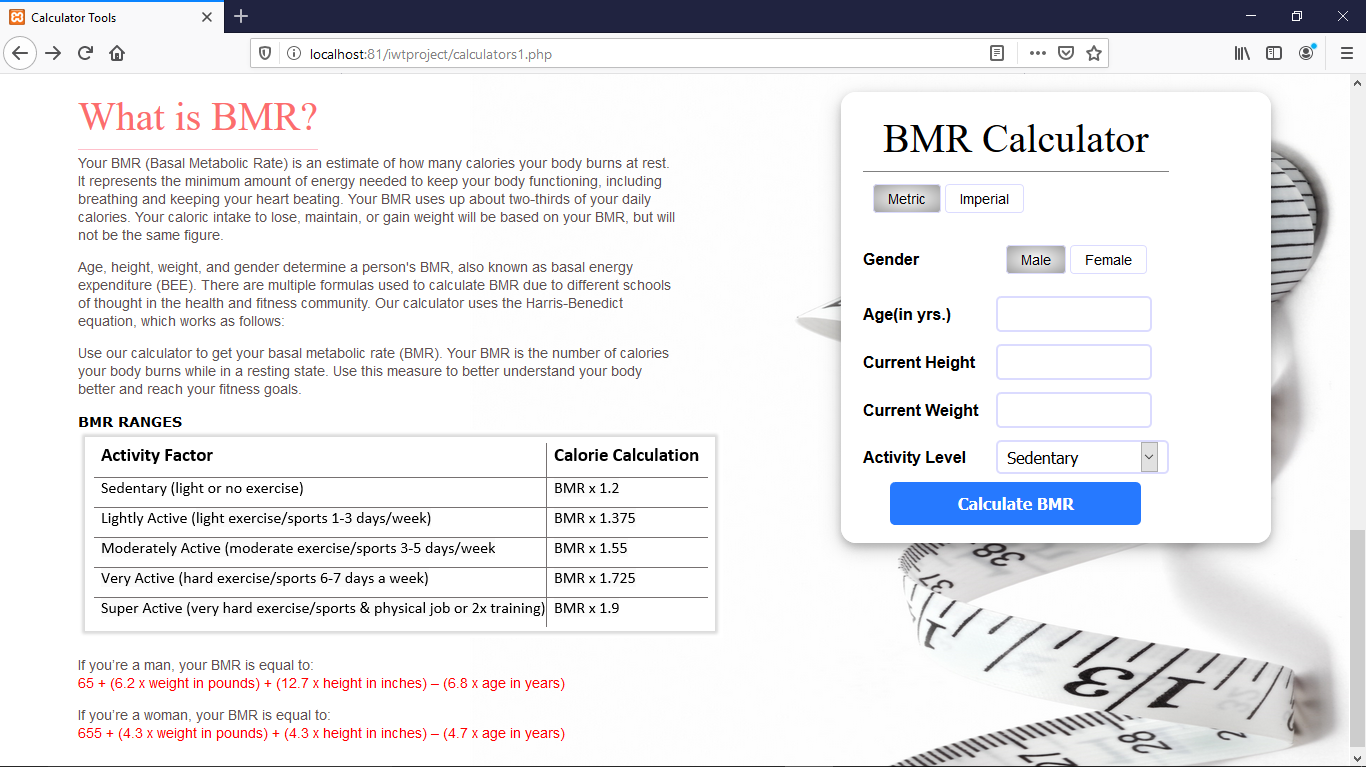 Calculator Tools
localhost:81/iwtproject/calculators1.php
What is BMR?
Your BMR (Basal Metabolic Rate) is an estimate of how many calories your body burns at rest.
It represents the minimum amount of energy needed to keep your body functioning, including
breathing and keeping your heart beating. Your BMR uses up about two-thirds of your daily
calories. Your caloric intake to lose, maintain, or gain weight will be based on your BMR, but will
not be the same figure.
Age, height, weight, and gender determine a person's BMR, also known as basal energy
expenditure (BEE). There are multiple formulas used to calculate BMR due to different schools
of thought in the health and fitness community. Our calculator uses the Harris-Benedict
equation, which works as follows:
Use our calculator to get your basal metabolic rate (BMR). Your BMR is the number of calories
your body burns while in a resting state. Use this measure to better understand your body
better and reach your fitness goals.
BMR RANGES
Activity Factor Calorie Calculation
Sedentary (light or no exercise) BMR x 1.2
Lightly Active (light exercise/sports 1-3 days/week) BMR x 1.375
Moderately Active (moderate exercise/sports 3-5 days/week BMR x 1.55
Very Active (hard exercise/sports 6-7 days a week) BMR x 1.725
Super Active (very hard exercise/sports & physical job or 2x training) BMR x 1.9
If you’re a man, your BMR is equal to:
65 + (6.2 x weight in pounds) + (12.7 x height in inches) – (6.8 x age in years)
If you’re a woman, your BMR is equal to:
655 + (4.3 x weight in pounds) + (4.3 x height in inches) – (4.7 x age in years)
BMR Calculator
Metric Imperial
Gender Male Female
Age(in yrs.)
Current Height
Current Weight
Activity Level Sedentary
Calculate BMR
38
37
13
28
27